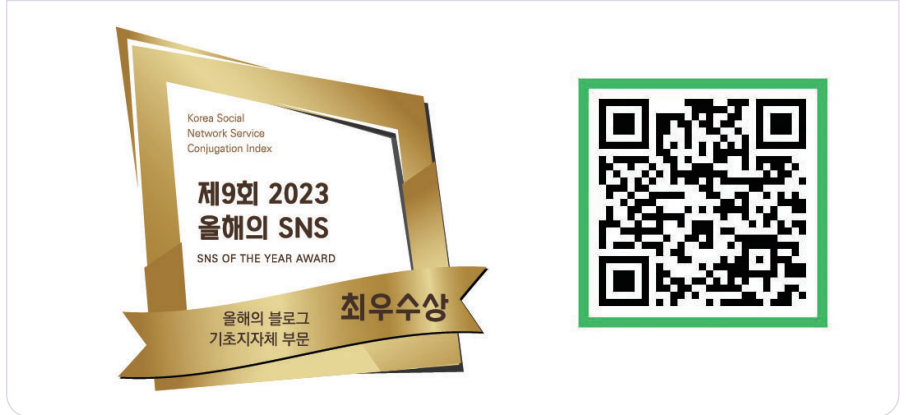 Korea Social
Network Service
Conjugation Index
제9회 2023
올해의 SNS
SNS OF THE YEAR AWARD
올해의 블로그
기초지자체 부문
최우수상